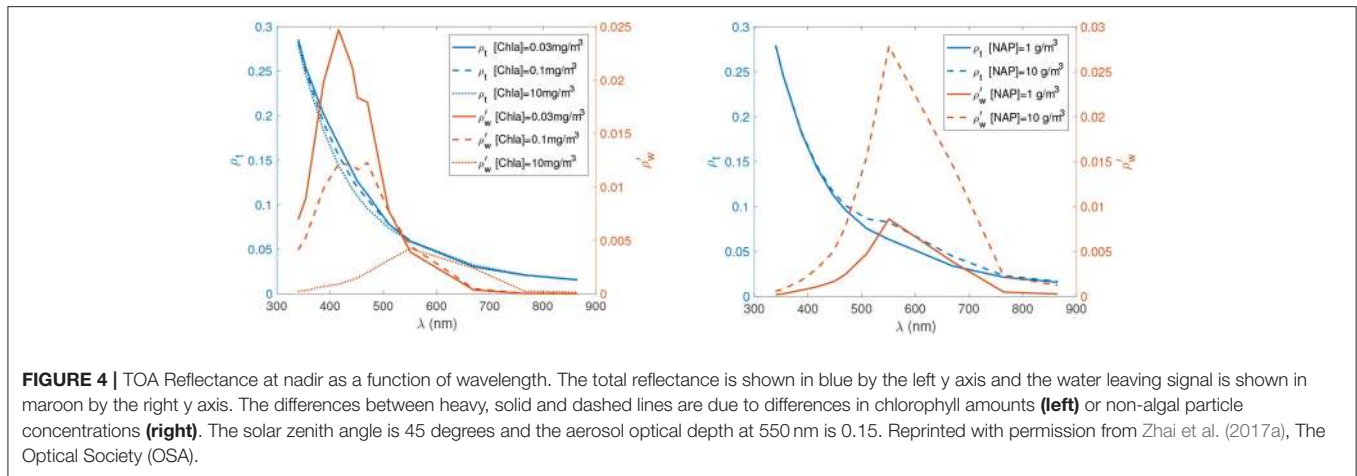 0.3
0.25
0.2
0.15
0.1
0.05
0
ρt
300 400 500 600 700 800 900
λ (nm)
0.025
0.02
0.015
0.01
0.005
0
ρ'w
ρt [Chla]=0.03mg/m³
ρt [Chla]=0.1mg/m³
ρt [Chla]=10mg/m³
ρ'w [Chla]=0.03mg/m³
ρ'w [Chla]=0.1mg/m³
ρ'w [Chla]=10mg/m³
0.3
0.25
0.2
0.15
0.1
0.05
0
ρt
300 400 500 600 700 800 900
λ (nm)
0.03
0.025
0.02
0.015
0.01
0.005
0
ρ'w
ρt [NAP]=1 g/m³
ρt [NAP]=10 g/m³
ρ'w [NAP]=1 g/m³
ρ'w [NAP]=10 g/m³
FIGURE 4 | TOA Reflectance at nadir as a function of wavelength. The total reflectance is shown in blue by the left y axis and the water leaving signal is shown in
maroon by the right y axis. The differences between heavy, solid and dashed lines are due to differences in chlorophyll amounts (left) or non-algal particle
concentrations (right). The solar zenith angle is 45 degrees and the aerosol optical depth at 550 nm is 0.15. Reprinted with permission from Zhai et al. (2017a), The
Optical Society (OSA).